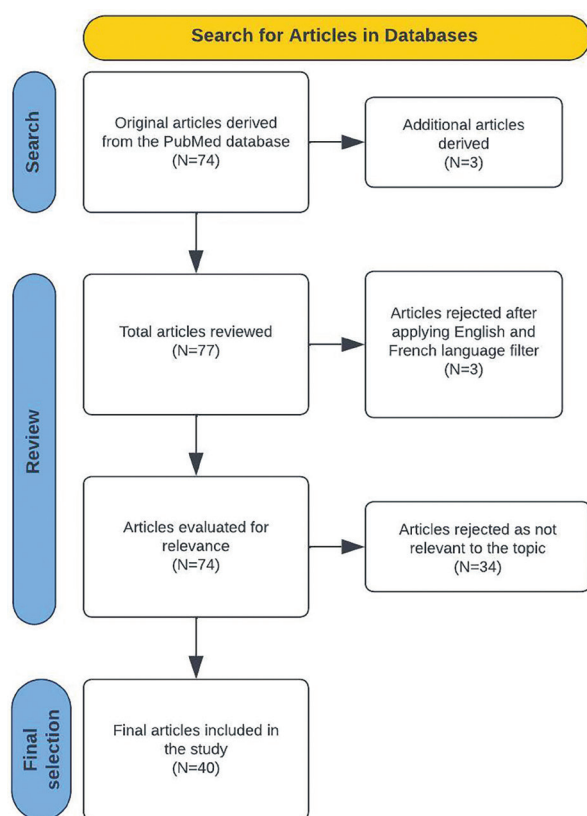 Search for Articles in Databases
Search
Original articles derived
from the PubMed database
(N=74)
Additional articles
derived
(N=3)
Review
Total articles reviewed
(N=77)
Articles rejected after
applying English and
French language filter
(N=3)
Articles evaluated for
relevance
(N=74)
Articles rejected as not
relevant to the topic
(N=34)
Final
selection
Final articles included in
the study
(N=40)